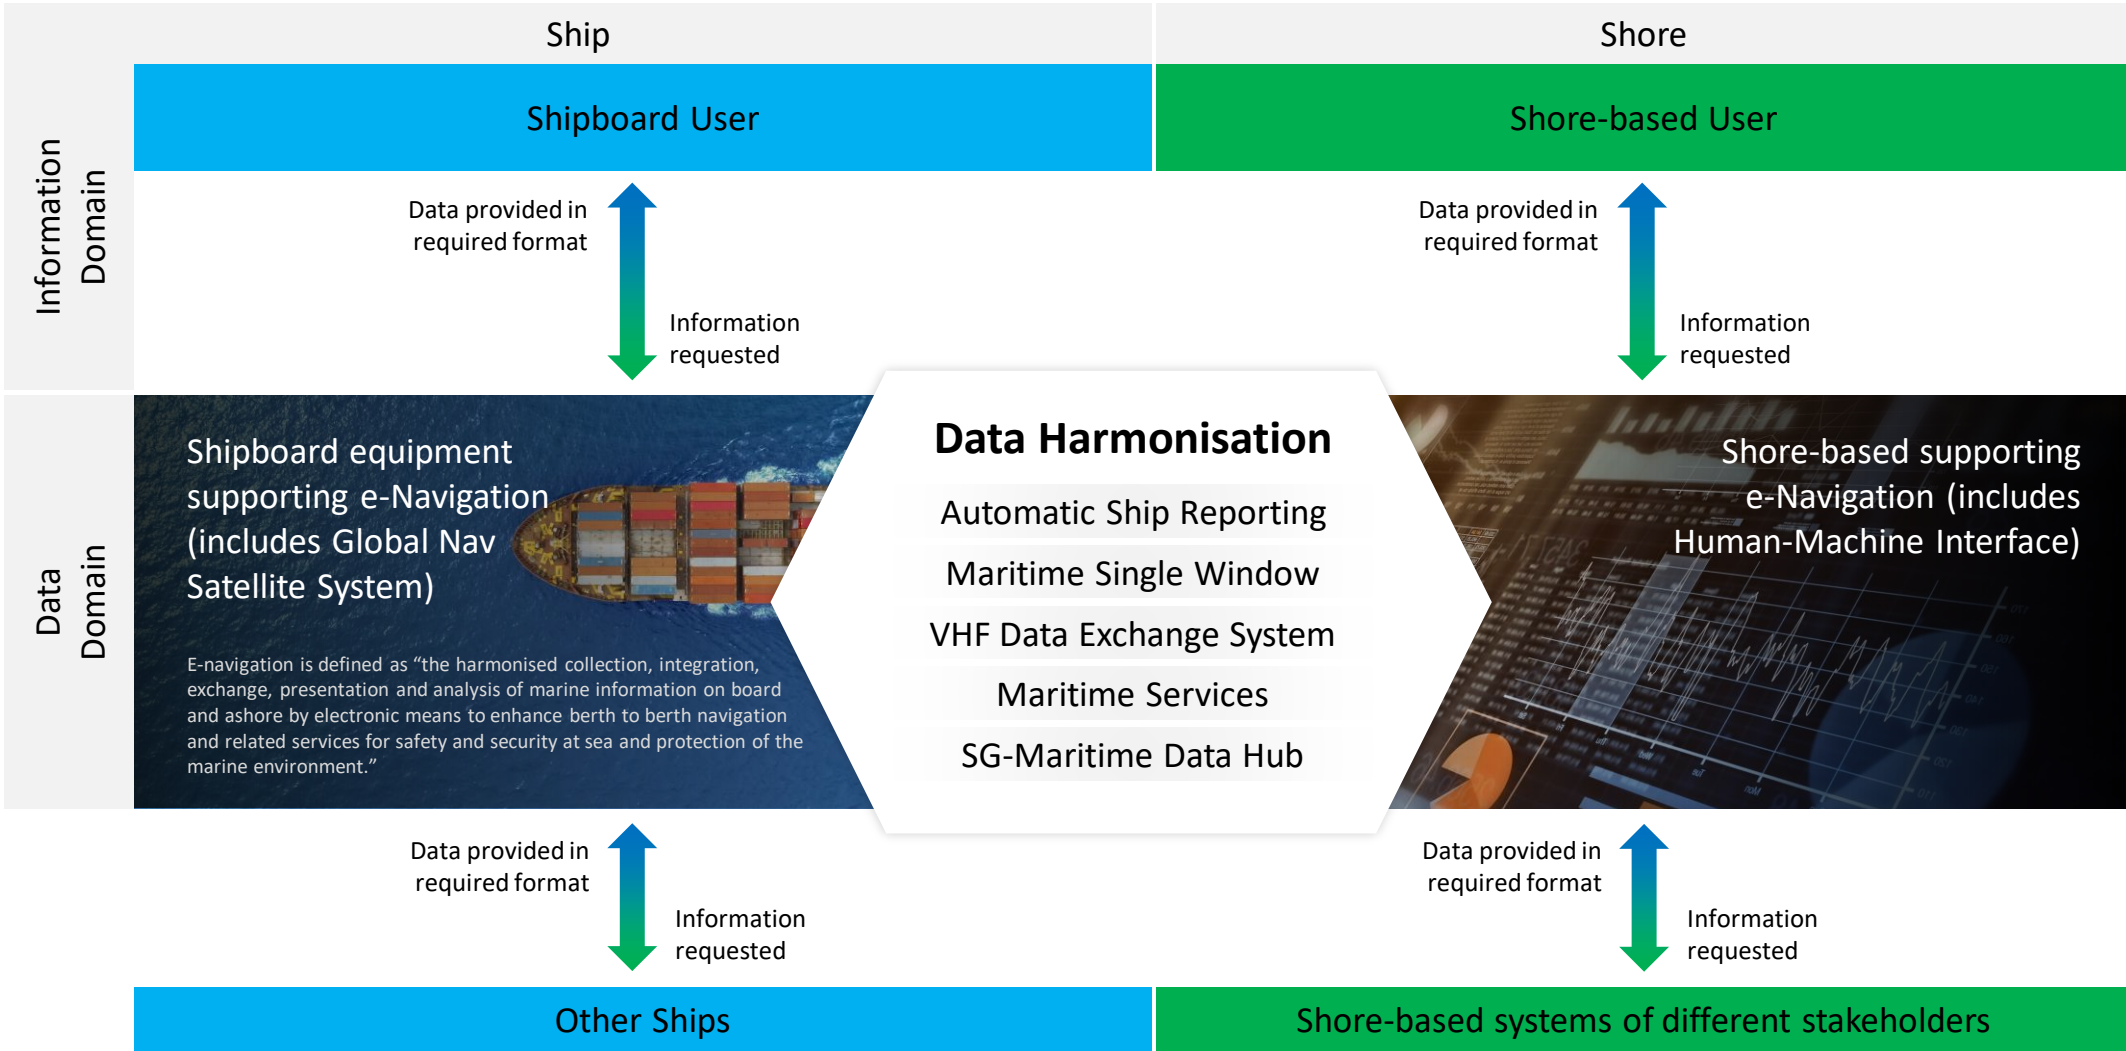 Ship
Shore
Shipboard User
Shore-based User
Information
Domain
Data provided in
required format
Information
requested
Data provided in
required format
Information
requested
Data
Domain
Shipboard equipment
supporting e-Navigation
(includes Global Nav
Satellite System)
E-navigation is defined as “the harmonised collection, integration,
exchange, presentation and analysis of marine information on board
and ashore by electronic means to enhance berth to berth navigation
and related services for safety and security at sea and protection of the
marine environment.”
Data Harmonisation
Automatic Ship Reporting
Maritime Single Window
VHF Data Exchange System
Maritime Services
SG-Maritime Data Hub
Shore-based supporting
e-Navigation (includes
Human-Machine Interface)
Data provided in
required format
Information
requested
Data provided in
required format
Information
requested
Other Ships
Shore-based systems of different stakeholders